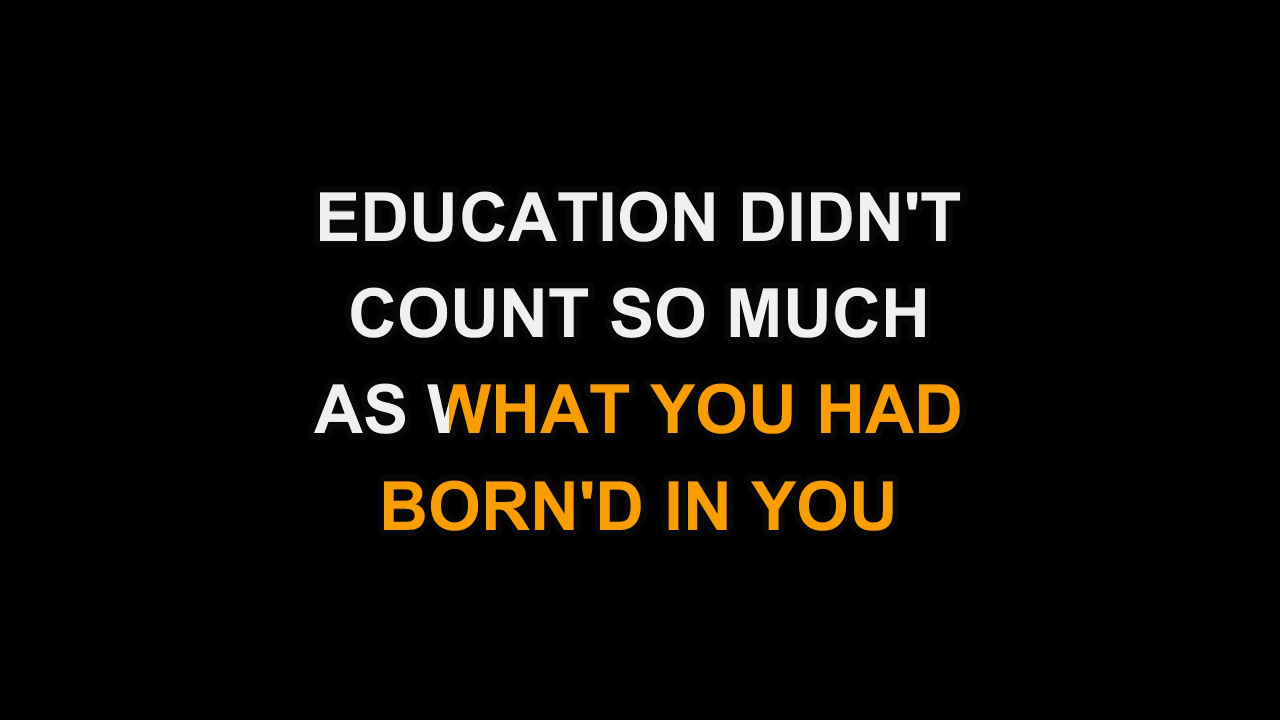 EDUCATION DIDN'T
COUNT SO MUCH
AS WHAT YOU HAD
BORN'D IN YOU